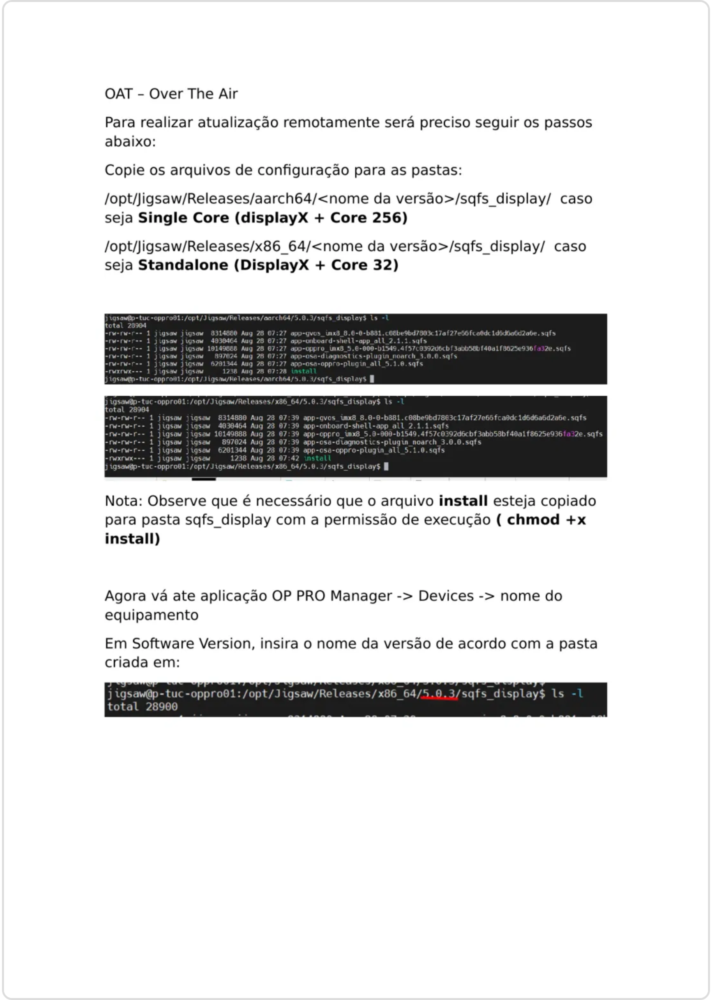 OAT – Over The Air
Para realizar atualização remotamente será preciso seguir os passos
abaixo:
Copie os arquivos de configuração para as pastas:
/opt/Jigsaw/Releases/aarch64/<nome da versão>/sqfs_display/  caso
seja Single Core (displayX + Core 256)
/opt/Jigsaw/Releases/x86_64/<nome da versão>/sqfs_display/  caso
seja Standalone (DisplayX + Core 32)
jigsaw@p-tuc-oppro01:/opt/Jigsaw/Releases/aarch64/5.0.3/sqfs_display$ ls -l
total 28904
-rw-rw-r-- 1 jigsaw jigsaw  8314880 Aug 28 07:27 app-gvos_imx8_8.0-0-b881.c08be9bd7803c17af27e66fca0dc1d6d6a6d2a6e.sqfs
-rw-rw-r-- 1 jigsaw jigsaw  4030464 Aug 28 07:27 app-onboard-shell-app_all_2.1.1.sqfs
-rw-rw-r-- 1 jigsaw jigsaw 10149888 Aug 28 07:27 app-oppro_imx8_5.0-000-b1549.4f57c0392d6cbf3abb58bf40a1f8625e936fa32e.sqfs
-rw-rw-r-- 1 jigsaw jigsaw   897024 Aug 28 07:27 app-osa-diagnostics-plugin_noarch_3.0.0.sqfs
-rw-rw-r-- 1 jigsaw jigsaw  6201344 Aug 28 07:27 app-osa-oppro-plugin_all_5.1.0.sqfs
-rwxrwx--- 1 jigsaw jigsaw     1238 Aug 28 07:28 install
jigsaw@p-tuc-oppro01:/opt/Jigsaw/Releases/aarch64/5.0.3/sqfs_display$
jigsaw@p-tuc-oppro01:/opt/Jigsaw/Releases/x86_64/5.0.3/sqfs_display$ ls -l
total 28904
-rw-rw-r-- 1 jigsaw jigsaw  8314880 Aug 28 07:39 app-gvos_imx8_8.0-0-b881.c08be9bd7803c17af27e66fca0dc1d6d6a6d2a6e.sqfs
-rw-rw-r-- 1 jigsaw jigsaw  4030464 Aug 28 07:39 app-onboard-shell-app_all_2.1.1.sqfs
-rw-rw-r-- 1 jigsaw jigsaw 10149888 Aug 28 07:39 app-oppro_imx8_5.0-000-b1549.4f57c0392d6cbf3abb58bf40a1f8625e936fa32e.sqfs
-rw-rw-r-- 1 jigsaw jigsaw   897024 Aug 28 07:39 app-osa-diagnostics-plugin_noarch_3.0.0.sqfs
-rw-rw-r-- 1 jigsaw jigsaw  6201344 Aug 28 07:39 app-osa-oppro-plugin_all_5.1.0.sqfs
-rwxrwx--- 1 jigsaw jigsaw     1238 Aug 28 07:42 install
jigsaw@p-tuc-oppro01:/opt/Jigsaw/Releases/x86_64/5.0.3/sqfs_display$
Nota: Observe que é necessário que o arquivo install esteja copiado
para pasta sqfs_display com a permissão de execução ( chmod +x
install)
Agora vá ate aplicação OP PRO Manager -> Devices -> nome do
equipamento
Em Software Version, insira o nome da versão de acordo com a pasta
criada em:
jigsaw@p-tuc-oppro01:/opt/Jigsaw/Releases/x86_64/5.0.3/sqfs_display$ ls -l
total 28900